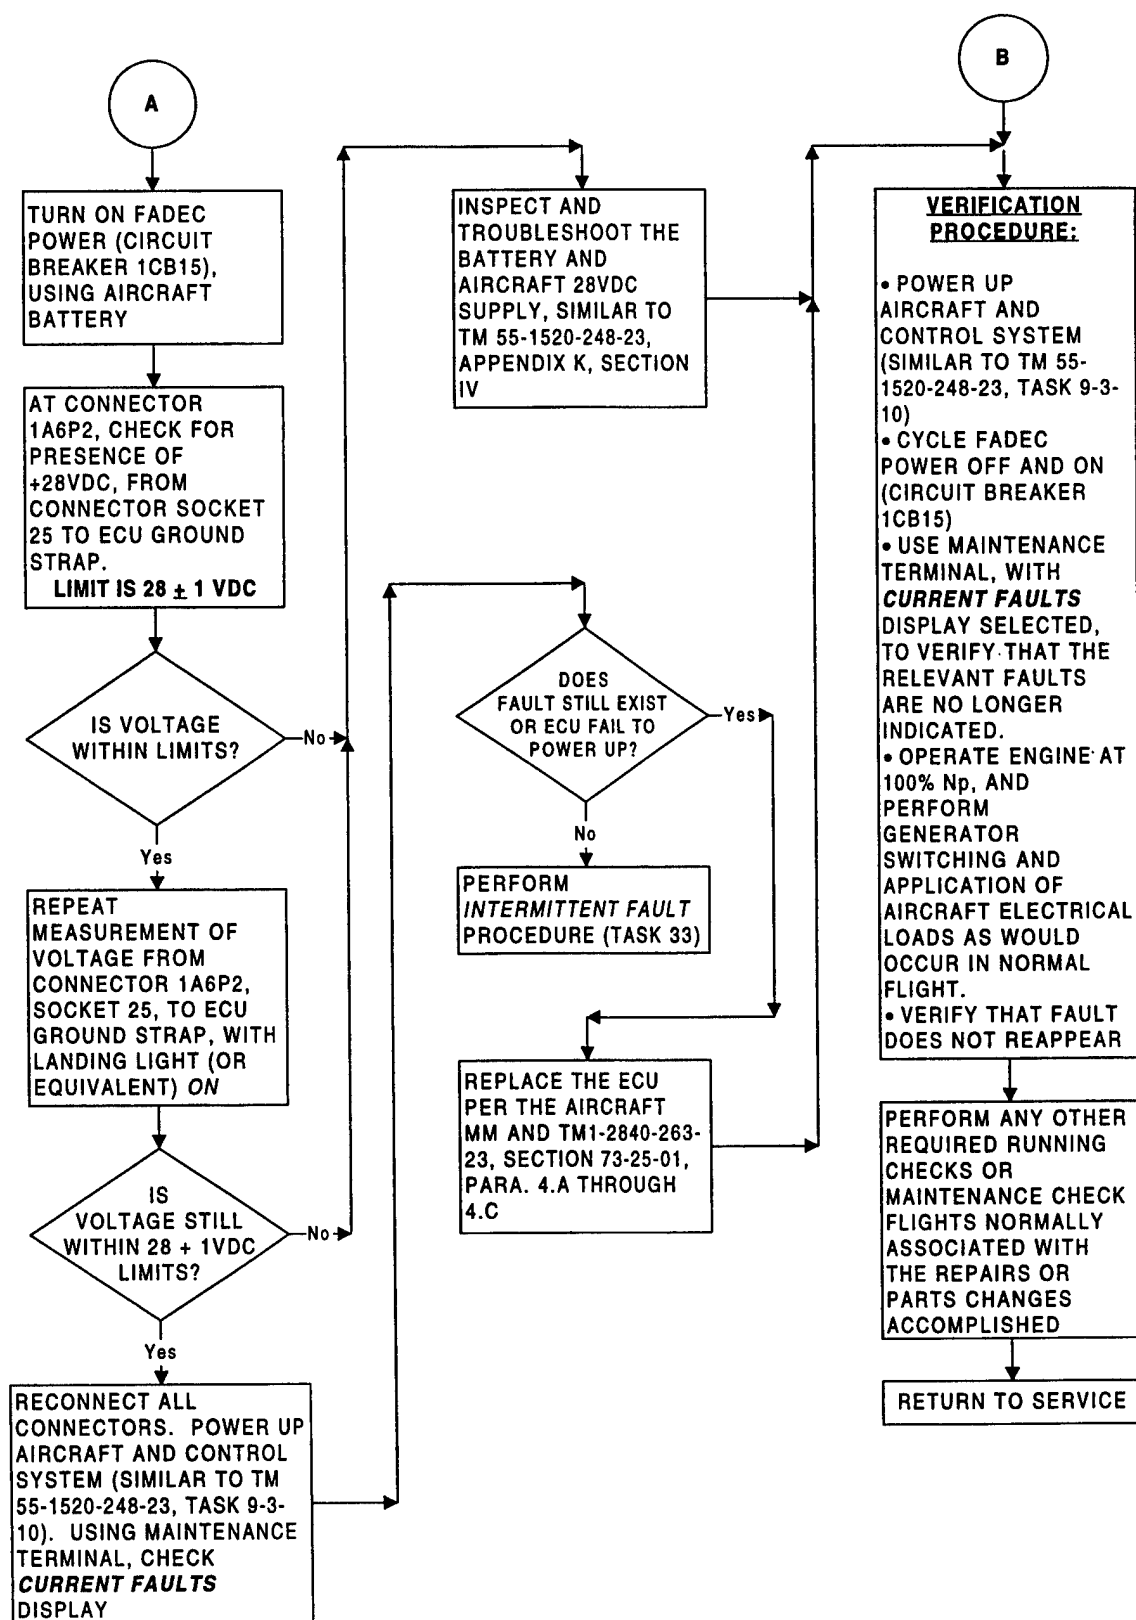 A
TURN ON FADEC
POWER (CIRCUIT
BREAKER 1CB15),
USING AIRCRAFT
BATTERY
AT CONNECTOR
1A6P2, CHECK FOR
PRESENCE OF
+28VDC, FROM
CONNECTOR SOCKET
25 TO ECU GROUND
STRAP.
LIMIT IS 28 ± 1 VDC
IS VOLTAGE
WITHIN LIMITS?
No
Yes
REPEAT
MEASUREMENT OF
VOLTAGE FROM
CONNECTOR 1A6P2,
SOCKET 25, TO ECU
GROUND STRAP, WITH
LANDING LIGHT (OR
EQUIVALENT) ON
IS
VOLTAGE STILL
WITHIN 28 + 1VDC
LIMITS?
No
Yes
RECONNECT ALL
CONNECTORS. POWER UP
AIRCRAFT AND CONTROL
SYSTEM (SIMILAR TO TM
55-1520-248-23, TASK 9-3-
10). USING MAINTENANCE
TERMINAL, CHECK
CURRENT FAULTS
DISPLAY
INSPECT AND
TROUBLESHOOT THE
BATTERY AND
AIRCRAFT 28VDC
SUPPLY, SIMILAR TO
TM 55-1520-248-23,
APPENDIX K, SECTION
IV
DOES
FAULT STILL EXIST
OR ECU FAIL TO
POWER UP?
Yes
No
PERFORM
INTERMITTENT FAULT
PROCEDURE (TASK 33)
REPLACE THE ECU
PER THE AIRCRAFT
MM AND TM1-2840-263-
23, SECTION 73-25-01,
PARA. 4.A THROUGH
4.C
B
VERIFICATION
PROCEDURE:
• POWER UP
AIRCRAFT AND
CONTROL SYSTEM
(SIMILAR TO TM 55-
1520-248-23, TASK 9-3-
10)
• CYCLE FADEC
POWER OFF AND ON
(CIRCUIT BREAKER
1CB15)
• USE MAINTENANCE
TERMINAL, WITH
CURRENT FAULTS
DISPLAY SELECTED,
TO VERIFY THAT THE
RELEVANT FAULTS
ARE NO LONGER
INDICATED.
• OPERATE ENGINE AT
100% Np, AND
PERFORM
GENERATOR
SWITCHING AND
APPLICATION OF
AIRCRAFT ELECTRICAL
LOADS AS WOULD
OCCUR IN NORMAL
FLIGHT.
• VERIFY THAT FAULT
DOES NOT REAPPEAR
PERFORM ANY OTHER
REQUIRED RUNNING
CHECKS OR
MAINTENANCE CHECK
FLIGHTS NORMALLY
ASSOCIATED WITH
THE REPAIRS OR
PARTS CHANGES
ACCOMPLISHED
RETURN TO SERVICE